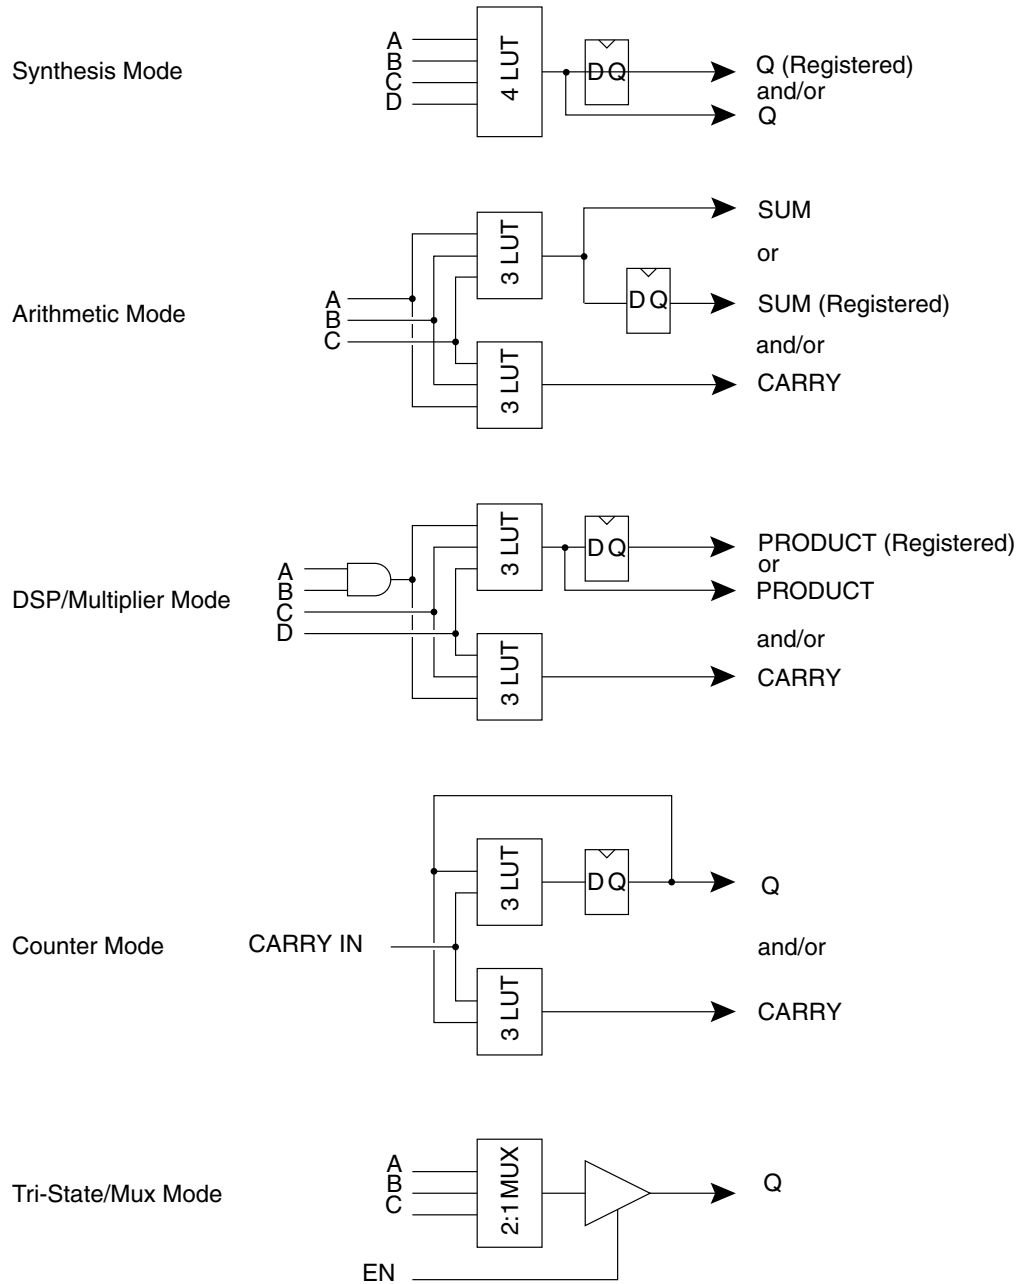 Synthesis Mode
A
B
C
D
4 LUT
D Q
Q (Registered)
and/or
Q
Arithmetic Mode
A
B
C
3 LUT
3 LUT
D Q
SUM
or
SUM (Registered)
and/or
CARRY
DSP/Multiplier Mode
A
B
C
D
3 LUT
3 LUT
D Q
PRODUCT (Registered)
or
PRODUCT
and/or
CARRY
Counter Mode
CARRY IN
3 LUT
3 LUT
D Q
Q
and/or
CARRY
Tri-State/Mux Mode
A
B
C
EN
2:1 MUX
Q